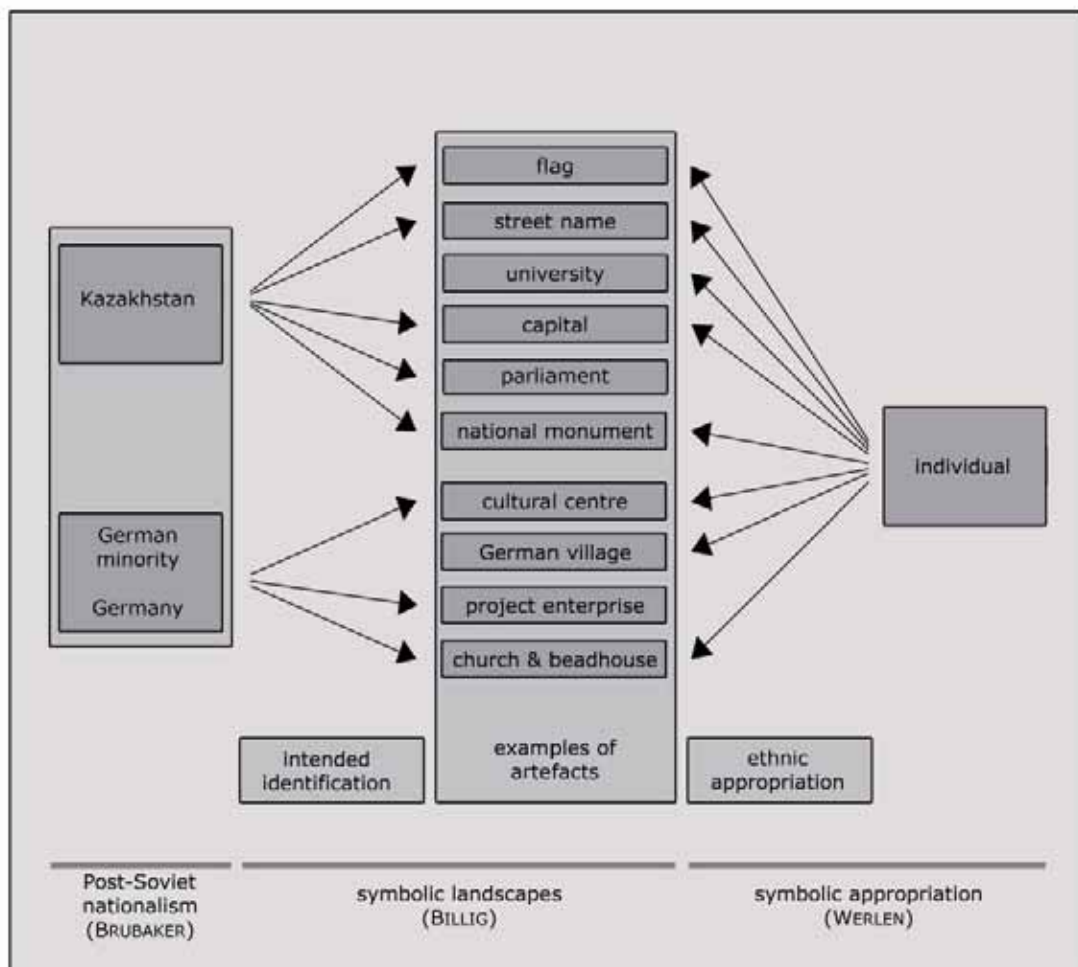 flag
street name
university
capital
parliament
national monument
cultural centre
German village
project enterprise
church & beadhouse
examples of
artefacts
Kazakhstan
German
minority
Germany
individual
intended
identification
ethnic
appropriation
Post-Soviet
nationalism
(BRUBAKER)
symbolic landscapes
(BILLIG)
symbolic appropriation
(WERLEN)